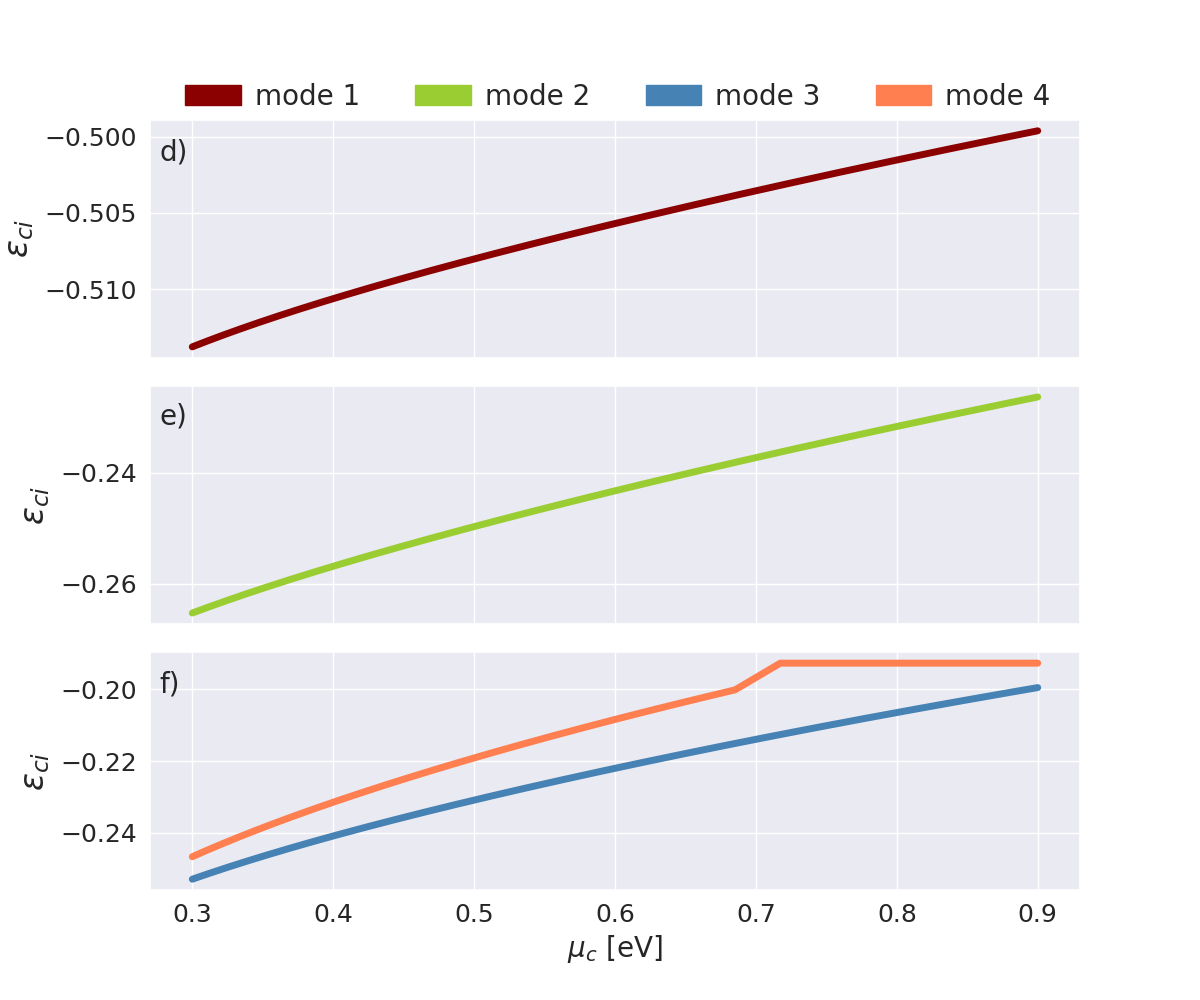 mode 1 mode 2 mode 3 mode 4
d)
−0.500
−0.505
−0.510
ε_ci
e)
−0.24
−0.26
ε_ci
f)
−0.20
−0.22
−0.24
ε_ci
0.3 0.4 0.5 0.6 0.7 0.8 0.9
μ_c [eV]